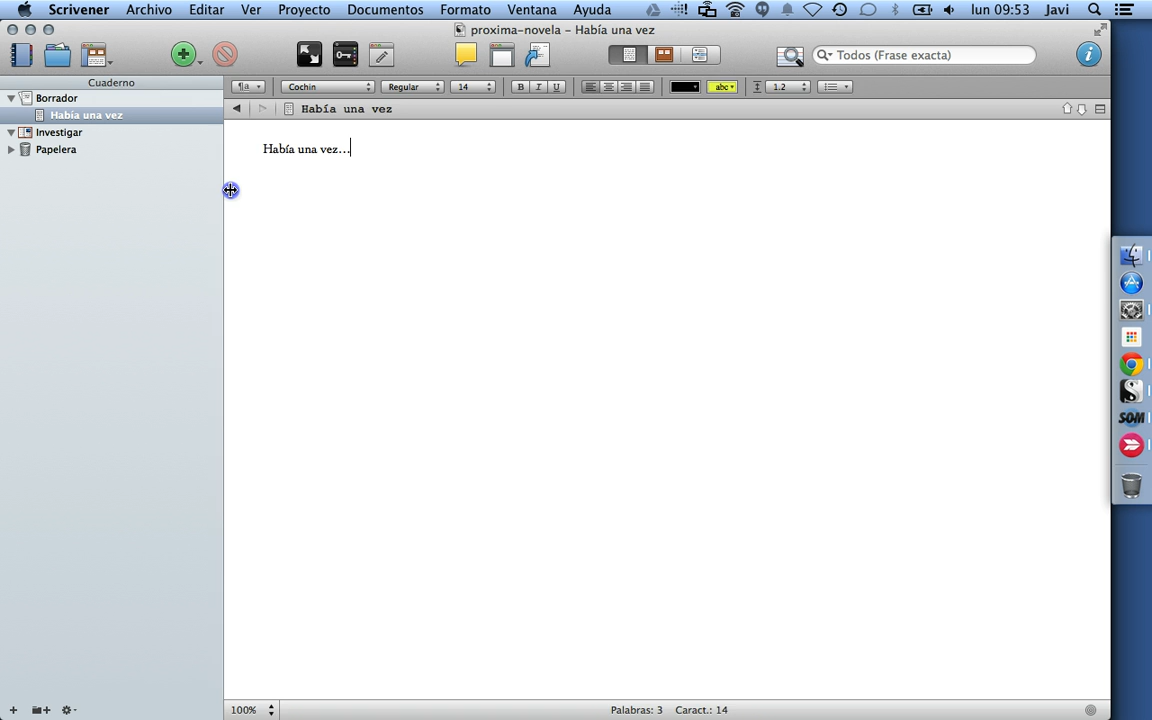 Scrivener Archivo Editar Ver Proyecto Documentos Formato Ventana Ayuda lun 09:53 Javi
proxima-novela – Había una vez
Todos (Frase exacta)
Cuaderno
¶a Cochin Regular 14 B I U abc 1.2
Borrador
Había una vez
Había una vez
Investigar
Papelera
Había una vez...
SOM
100% Palabras: 3 Caract.: 14